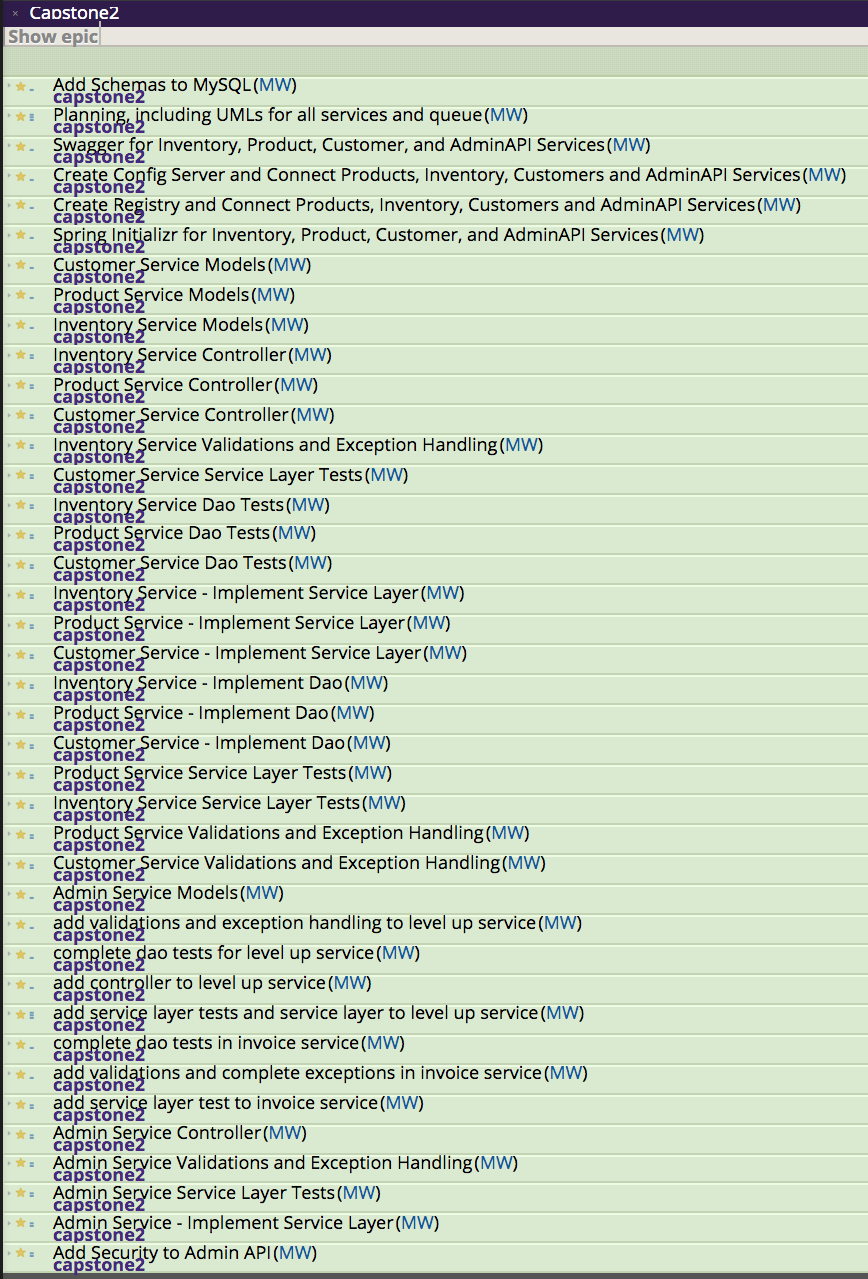 × Capstone2
Show epic
Add Schemas to MySQL(MW)
capstone2
Planning, including UMLs for all services and queue(MW)
capstone2
Swagger for Inventory, Product, Customer, and AdminAPI Services(MW)
capstone2
Create Config Server and Connect Products, Inventory, Customers and AdminAPI Services(MW)
capstone2
Create Registry and Connect Products, Inventory, Customers and AdminAPI Services(MW)
capstone2
Spring Initializr for Inventory, Product, Customer, and AdminAPI Services(MW)
capstone2
Customer Service Models(MW)
capstone2
Product Service Models(MW)
capstone2
Inventory Service Models(MW)
capstone2
Inventory Service Controller(MW)
capstone2
Product Service Controller(MW)
capstone2
Customer Service Controller(MW)
capstone2
Inventory Service Validations and Exception Handling(MW)
capstone2
Customer Service Service Layer Tests(MW)
capstone2
Inventory Service Dao Tests(MW)
capstone2
Product Service Dao Tests(MW)
capstone2
Customer Service Dao Tests(MW)
capstone2
Inventory Service - Implement Service Layer(MW)
capstone2
Product Service - Implement Service Layer(MW)
capstone2
Customer Service - Implement Service Layer(MW)
capstone2
Inventory Service - Implement Dao(MW)
capstone2
Product Service - Implement Dao(MW)
capstone2
Customer Service - Implement Dao(MW)
capstone2
Product Service Service Layer Tests(MW)
capstone2
Inventory Service Service Layer Tests(MW)
capstone2
Product Service Validations and Exception Handling(MW)
capstone2
Customer Service Validations and Exception Handling(MW)
capstone2
Admin Service Models(MW)
capstone2
add validations and exception handling to level up service(MW)
capstone2
complete dao tests for level up service(MW)
capstone2
add controller to level up service(MW)
capstone2
add service layer tests and service layer to level up service(MW)
capstone2
complete dao tests in invoice service(MW)
capstone2
add validations and complete exceptions in invoice service(MW)
capstone2
add service layer test to invoice service(MW)
capstone2
Admin Service Controller(MW)
capstone2
Admin Service Validations and Exception Handling(MW)
capstone2
Admin Service Service Layer Tests(MW)
capstone2
Admin Service - Implement Service Layer(MW)
capstone2
Add Security to Admin API(MW)
capstone2